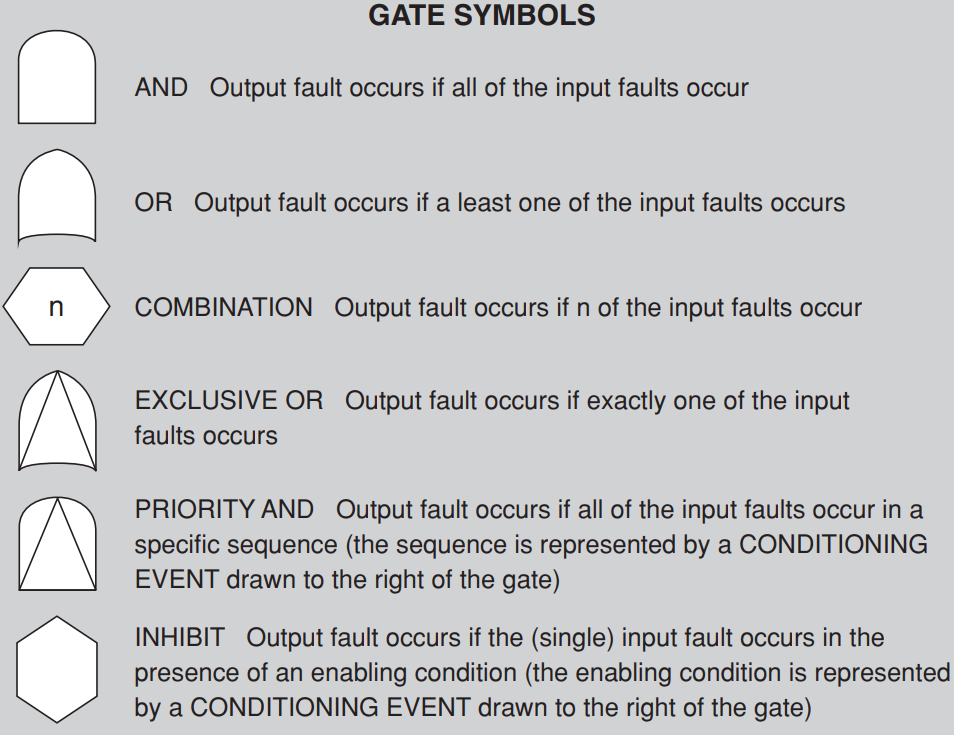 GATE SYMBOLS
AND Output fault occurs if all of the input faults occur
OR Output fault occurs if a least one of the input faults occurs
n
COMBINATION Output fault occurs if n of the input faults occur
EXCLUSIVE OR Output fault occurs if exactly one of the input
faults occurs
PRIORITY AND Output fault occurs if all of the input faults occur in a
specific sequence (the sequence is represented by a CONDITIONING
EVENT drawn to the right of the gate)
INHIBIT Output fault occurs if the (single) input fault occurs in the
presence of an enabling condition (the enabling condition is represented
by a CONDITIONING EVENT drawn to the right of the gate)